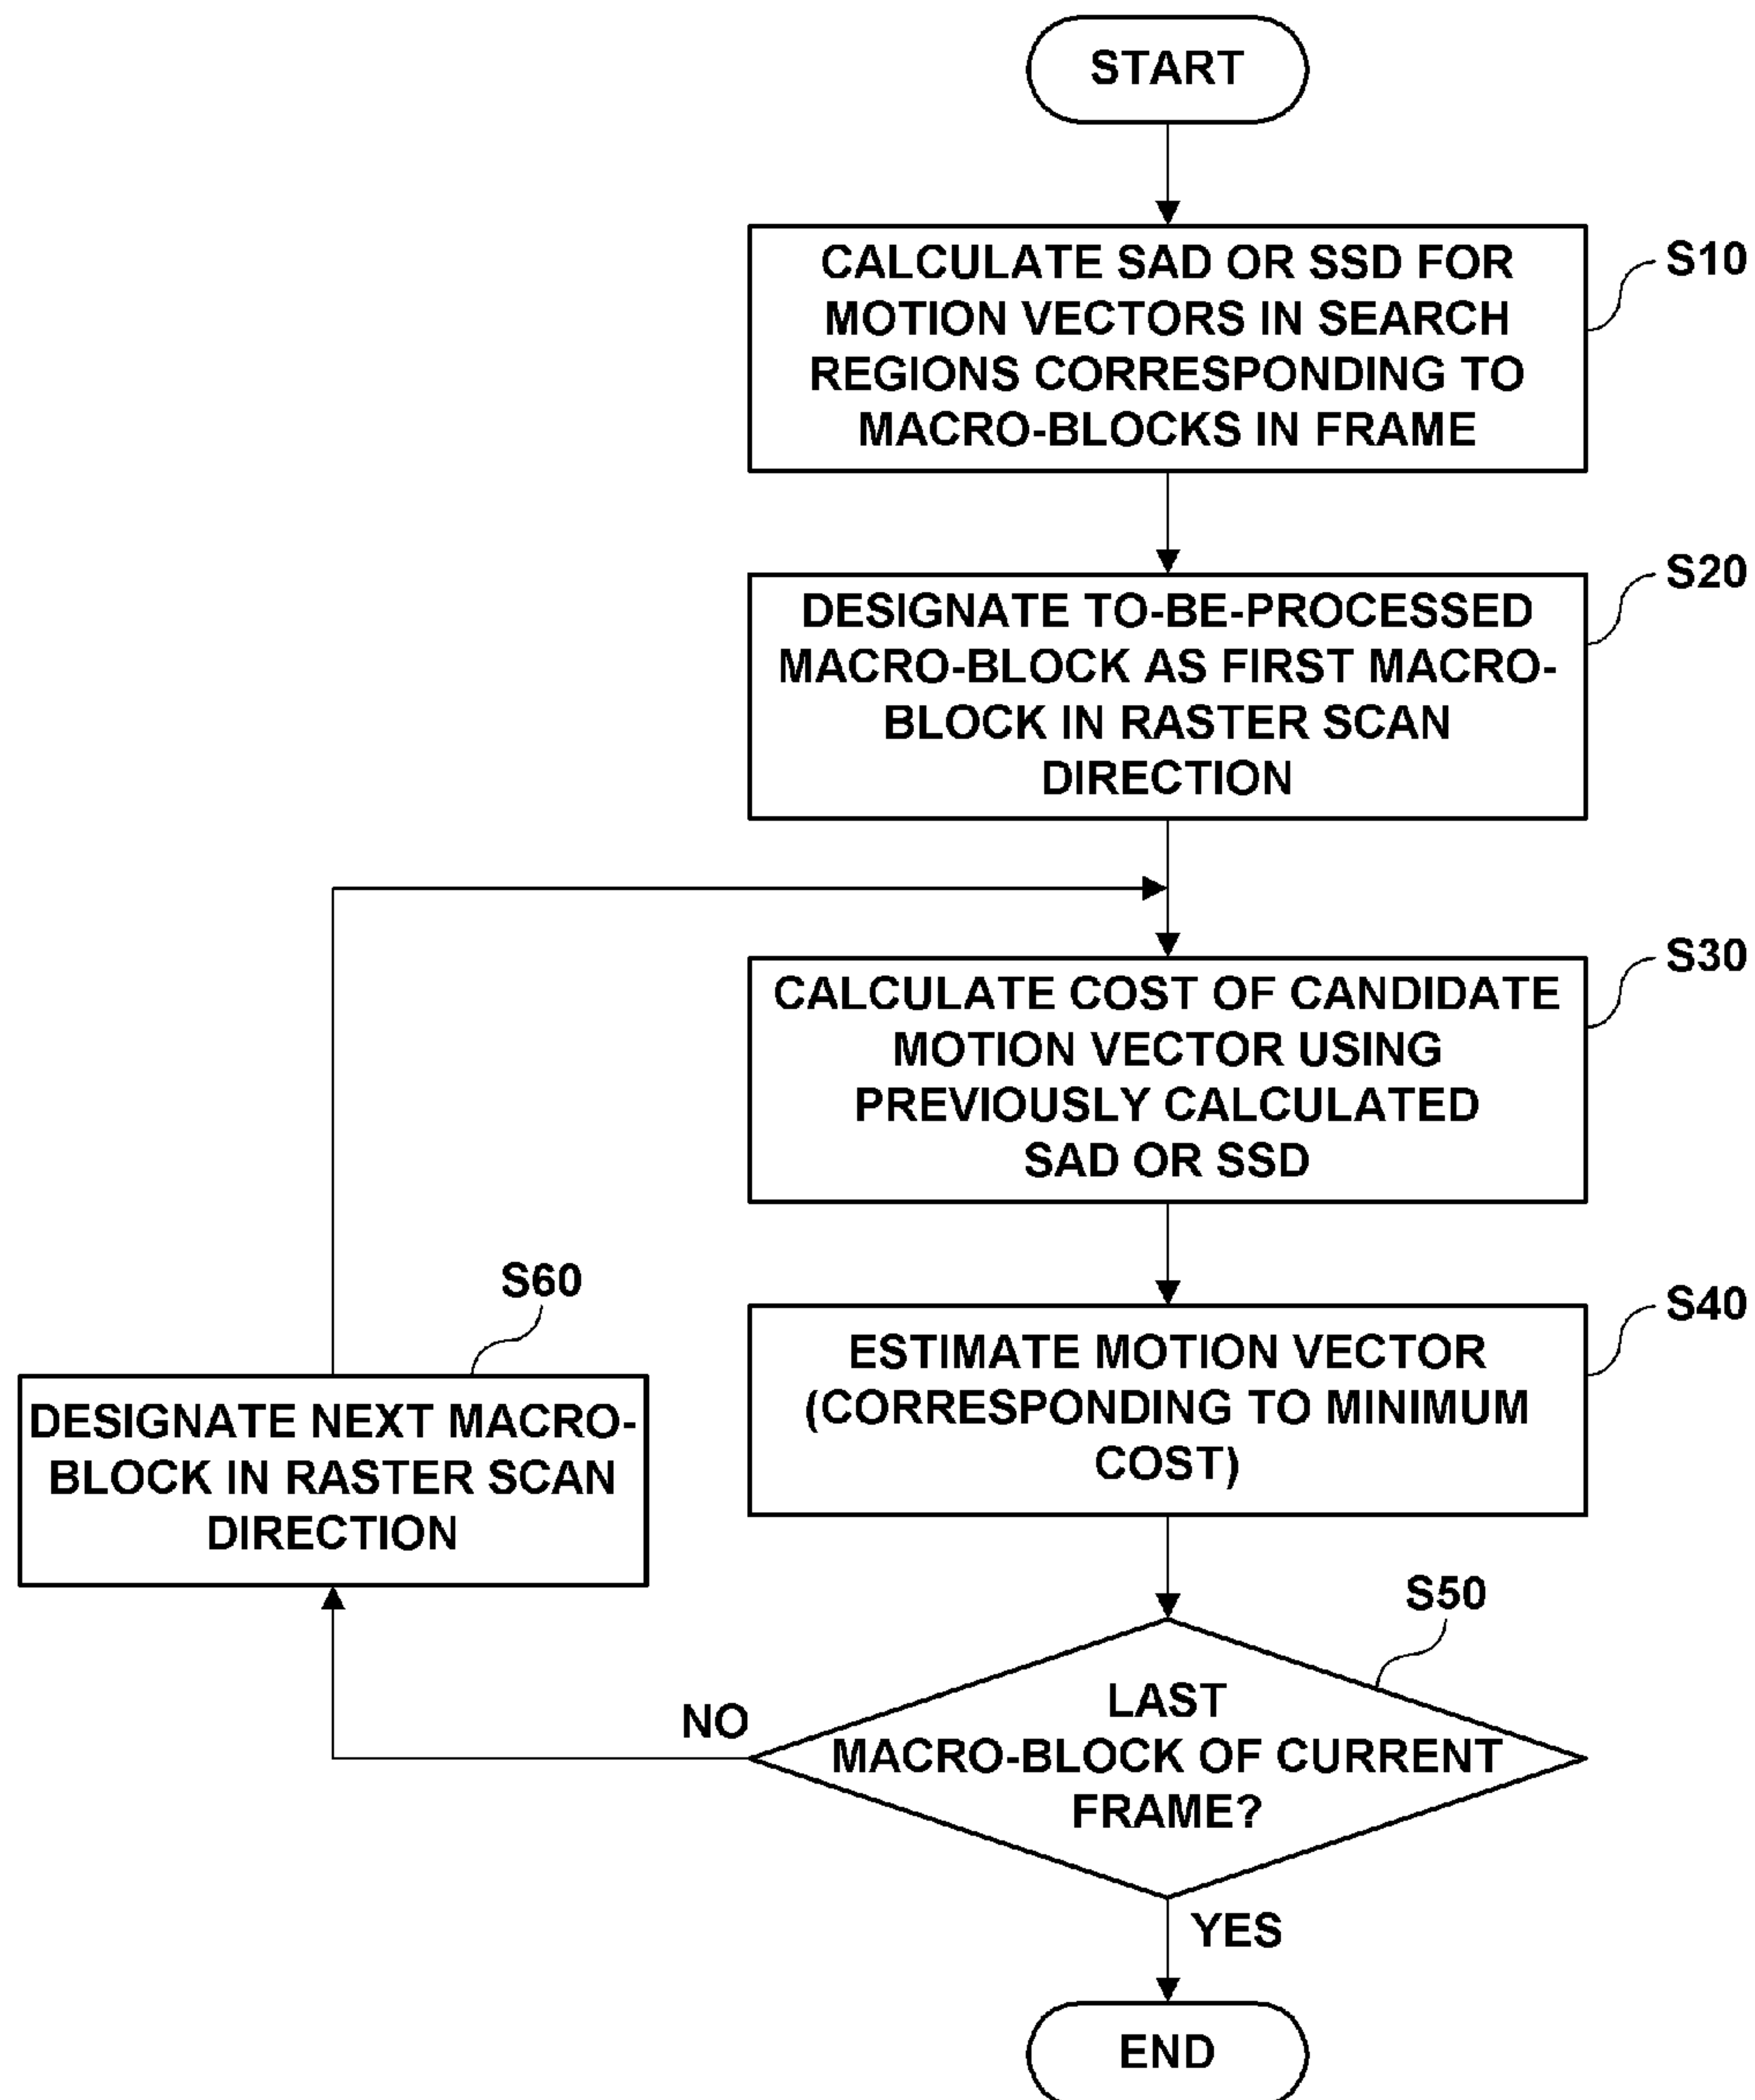 START
CALCULATE SAD OR SSD FOR
MOTION VECTORS IN SEARCH
REGIONS CORRESPONDING TO
MACRO-BLOCKS IN FRAME
S10
DESIGNATE TO-BE-PROCESSED
MACRO-BLOCK AS FIRST MACRO-
BLOCK IN RASTER SCAN
DIRECTION
S20
CALCULATE COST OF CANDIDATE
MOTION VECTOR USING
PREVIOUSLY CALCULATED
SAD OR SSD
S30
ESTIMATE MOTION VECTOR
(CORRESPONDING TO MINIMUM
COST)
S40
S60
DESIGNATE NEXT MACRO-
BLOCK IN RASTER SCAN
DIRECTION
S50
LAST
MACRO-BLOCK OF CURRENT
FRAME?
NO
YES
END